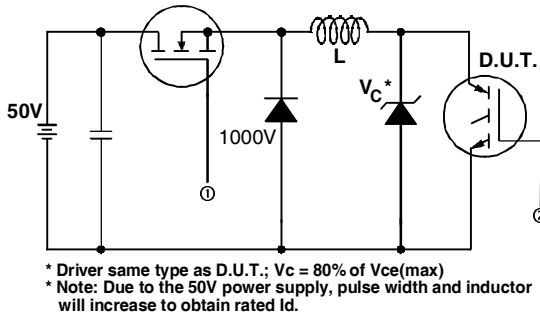 50V
①
1000V
L
V_C*
D.U.T.
②
* Driver same type as D.U.T.; Vc = 80% of Vce(max)
* Note: Due to the 50V power supply, pulse width and inductor
will increase to obtain rated Id.